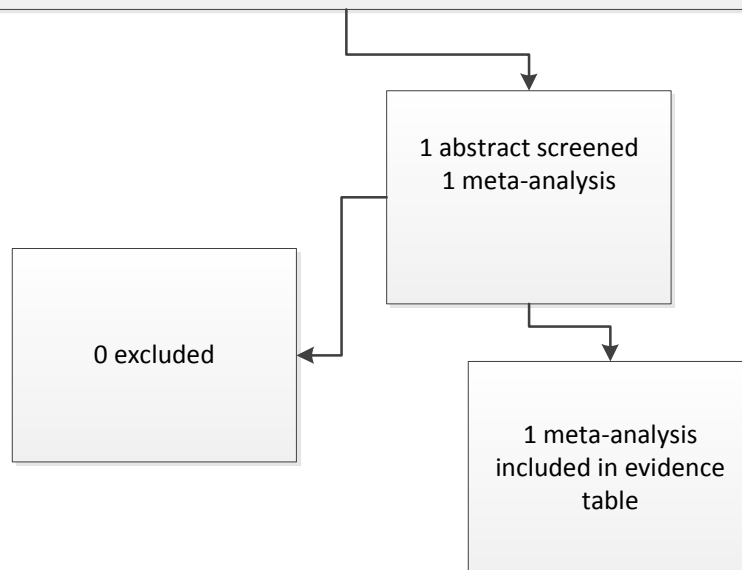 1 abstract screened
1 meta-analysis
0 excluded
1 meta-analysis
included in evidence
table